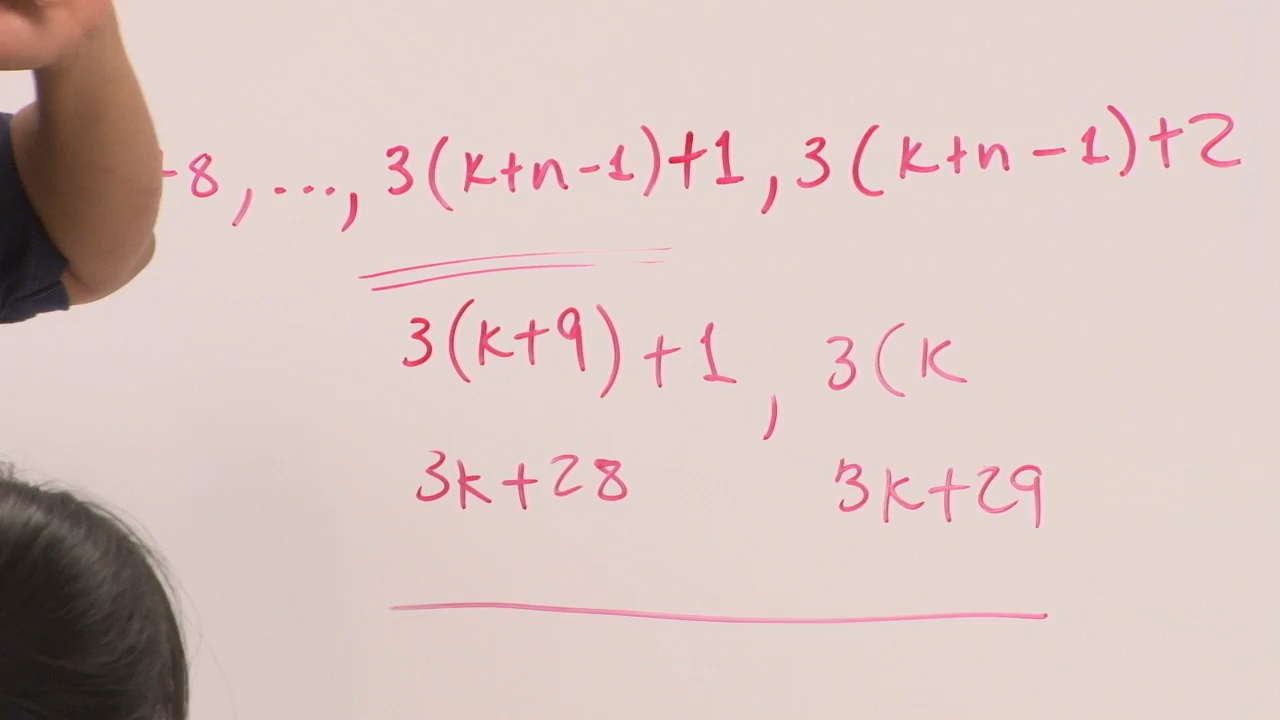 -8, ..., 3(k+n-1)+1, 3(k+n-1)+2
3(k+9)+1, 3(k
3k+28 3k+29